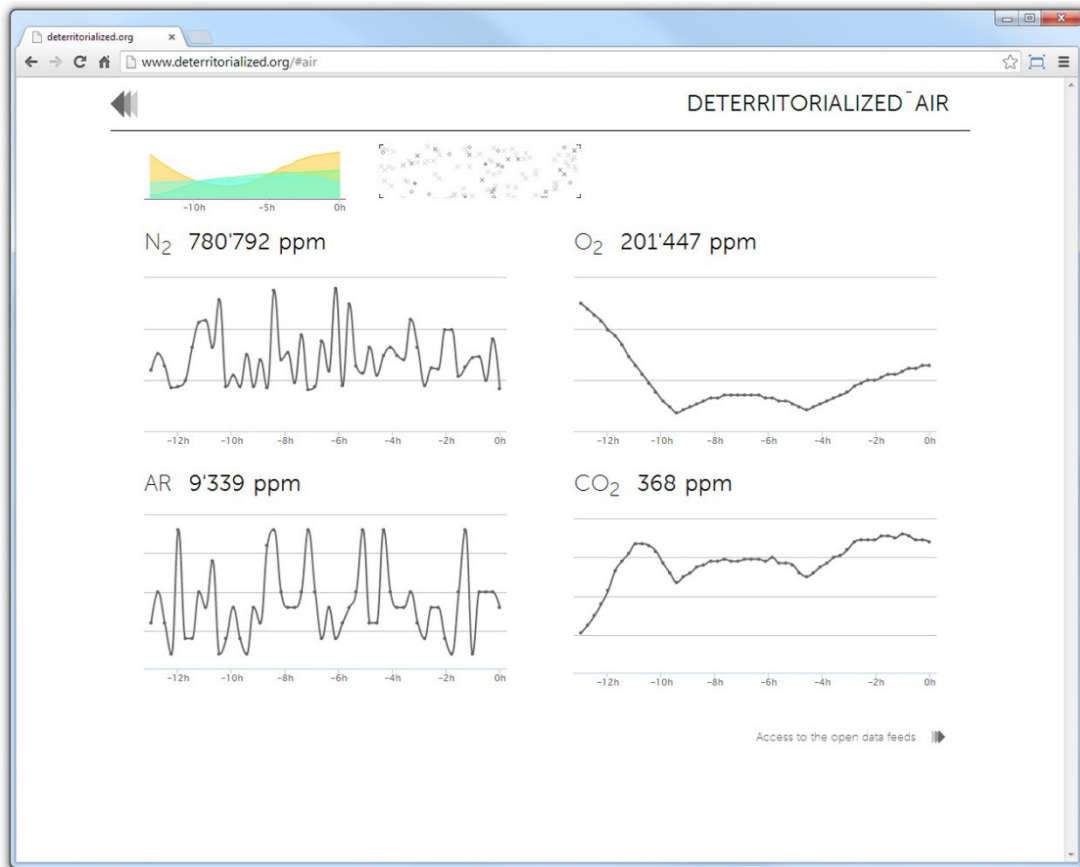 deterritorialized.org
www.deterritorialized.org/#air
DETERRITORIALIZED¯AIR
-10h -5h 0h
N2 780'792 ppm
O2 201'447 ppm
-12h -10h -8h -6h -4h -2h 0h
-12h -10h -8h -6h -4h -2h 0h
AR 9'339 ppm
CO2 368 ppm
-12h -10h -8h -6h -4h -2h 0h
-12h -10h -8h -6h -4h -2h 0h
Access to the open data feeds